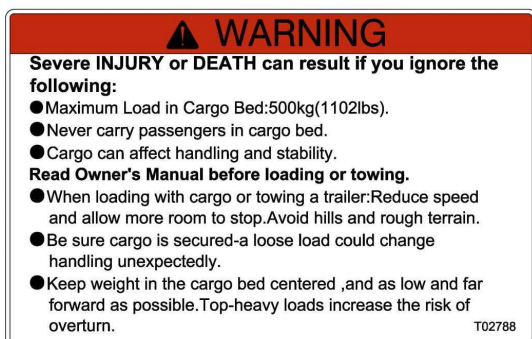 WARNING
Severe INJURY or DEATH can result if you ignore the
following:
●Maximum Load in Cargo Bed:500kg(1102lbs).
●Never carry passengers in cargo bed.
●Cargo can affect handling and stability.
Read Owner's Manual before loading or towing.
●When loading with cargo or towing a trailer:Reduce speed
and allow more room to stop.Avoid hills and rough terrain.
●Be sure cargo is secured-a loose load could change
handling unexpectedly.
●Keep weight in the cargo bed centered ,and as low and far
forward as possible.Top-heavy loads increase the risk of
overturn.
T02788